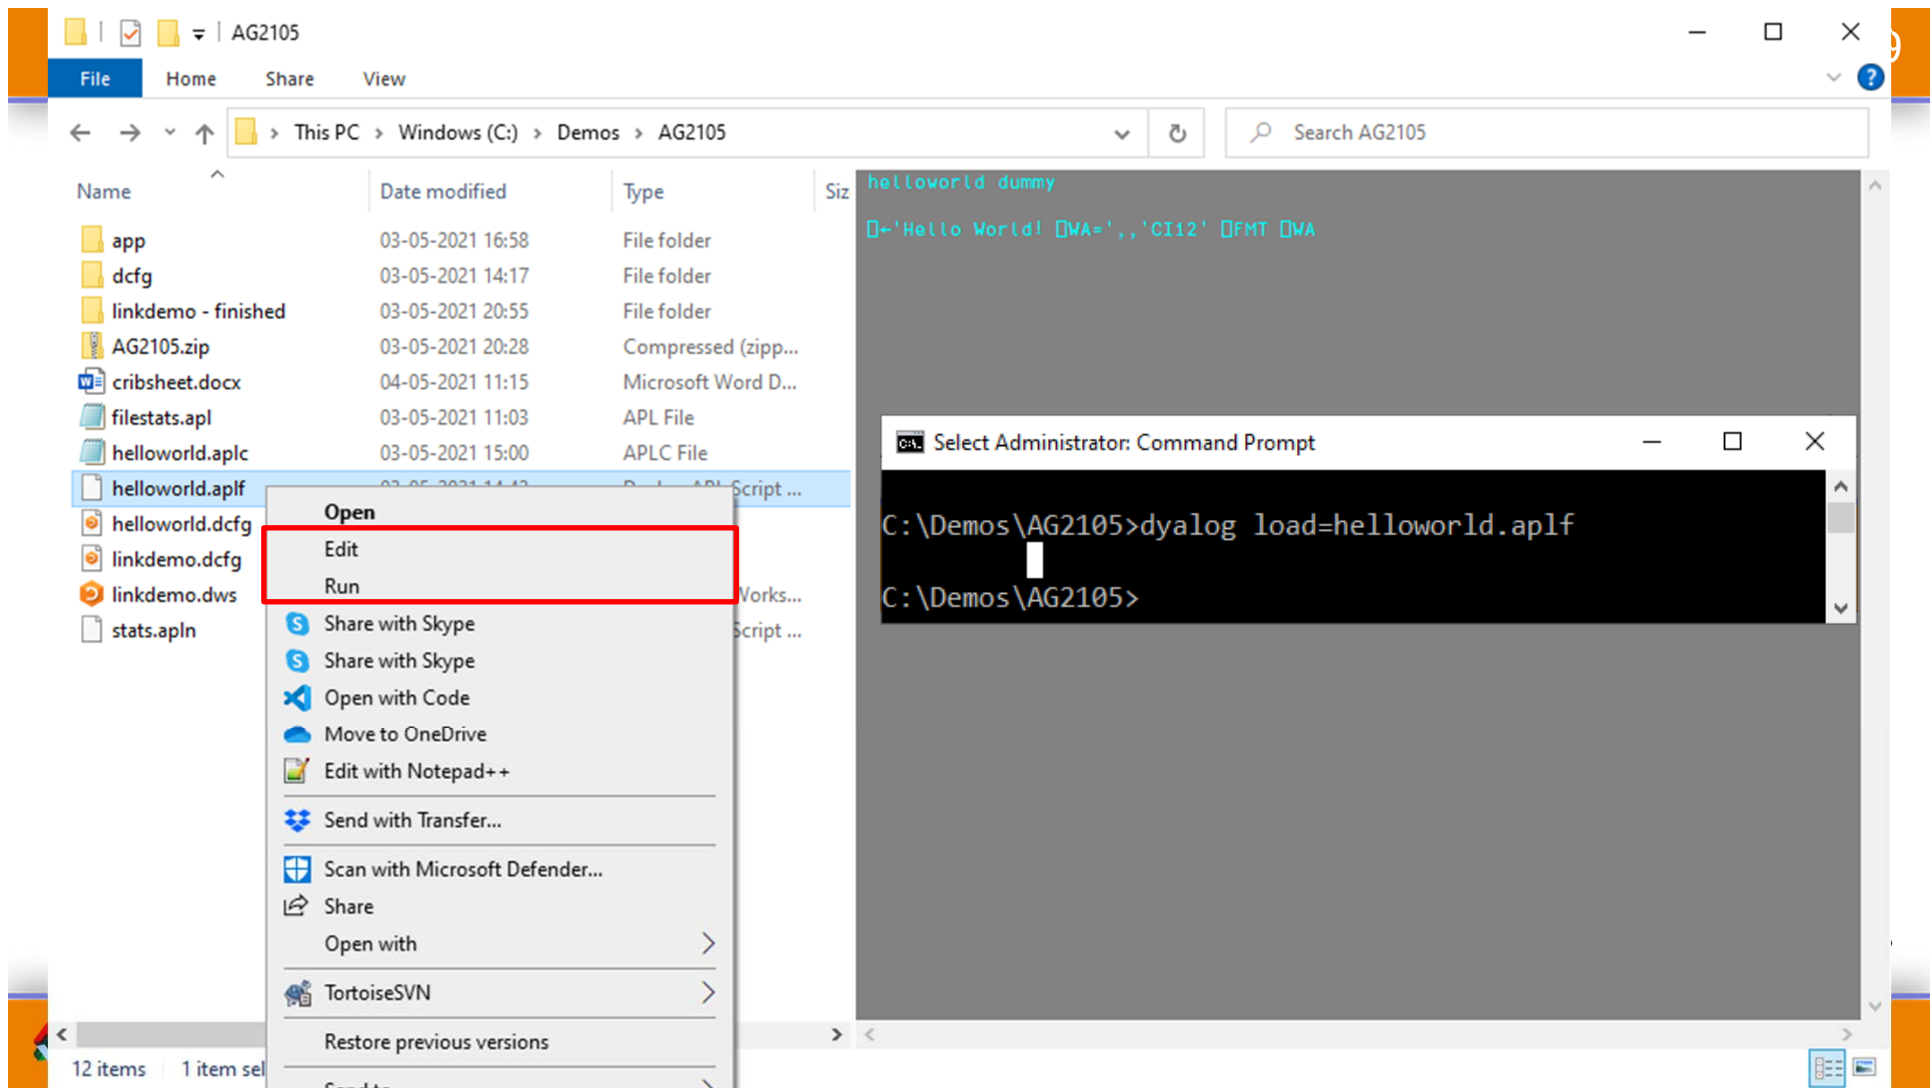 AG2105
9
File Home Share View
This PC > Windows (C:) > Demos > AG2105
Search AG2105
Name Date modified Type Siz
app 03-05-2021 16:58 File folder
dcfg 03-05-2021 14:17 File folder
linkdemo - finished 03-05-2021 20:55 File folder
AG2105.zip 03-05-2021 20:28 Compressed (zipp...
cribsheet.docx 04-05-2021 11:15 Microsoft Word D...
filestats.apl 03-05-2021 11:03 APL File
helloworld.aplc 03-05-2021 15:00 APLC File
helloworld.aplf Script ...
helloworld.dcfg
linkdemo.dcfg
linkdemo.dws Works...
stats.apln Script ...
Open
Edit
Run
Share with Skype
Share with Skype
Open with Code
Move to OneDrive
Edit with Notepad++
Send with Transfer...
Scan with Microsoft Defender...
Share
Open with
TortoiseSVN
Restore previous versions
Send to
12 items 1 item sel
helloworld dummy
⎕←'Hello World! ⎕WA=',,'CI12' ⎕FMT ⎕WA
Select Administrator: Command Prompt
C:\Demos\AG2105>dyalog load=helloworld.aplf
C:\Demos\AG2105>